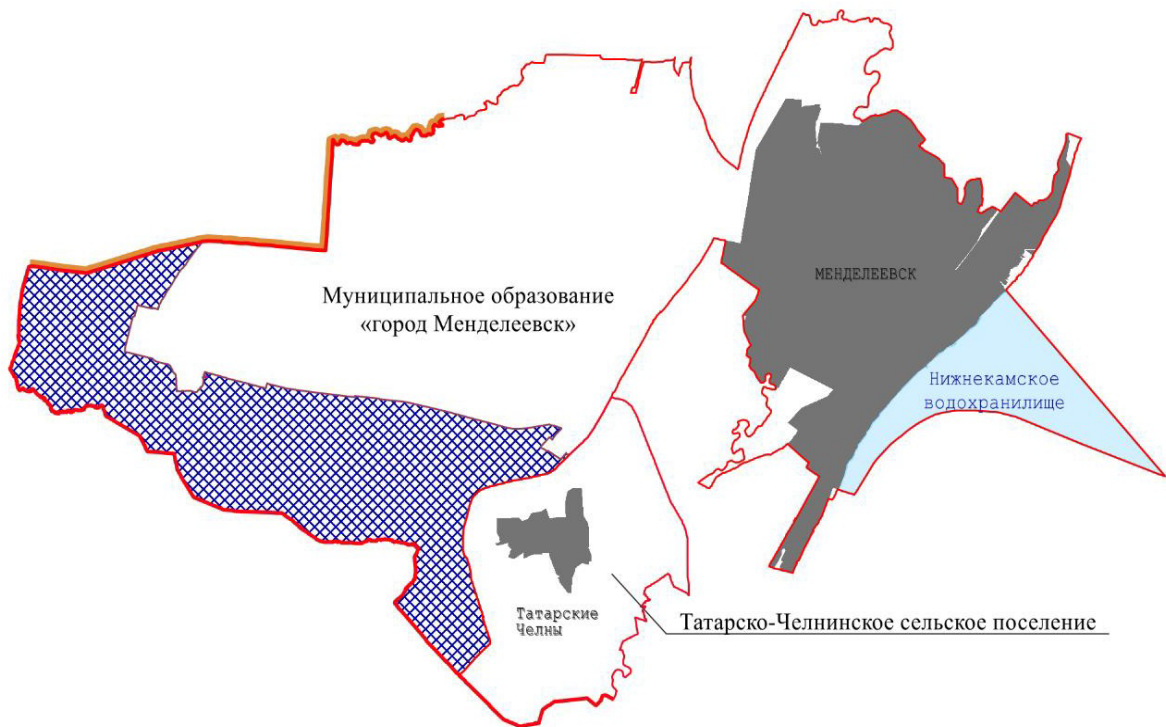 МЕНДЕЛЕЕВСК
Муниципальное образование
«город Менделеевск»
Нижнекамское
водохранилище
Татарские
Челны
Татарско-Челнинское сельское поселение